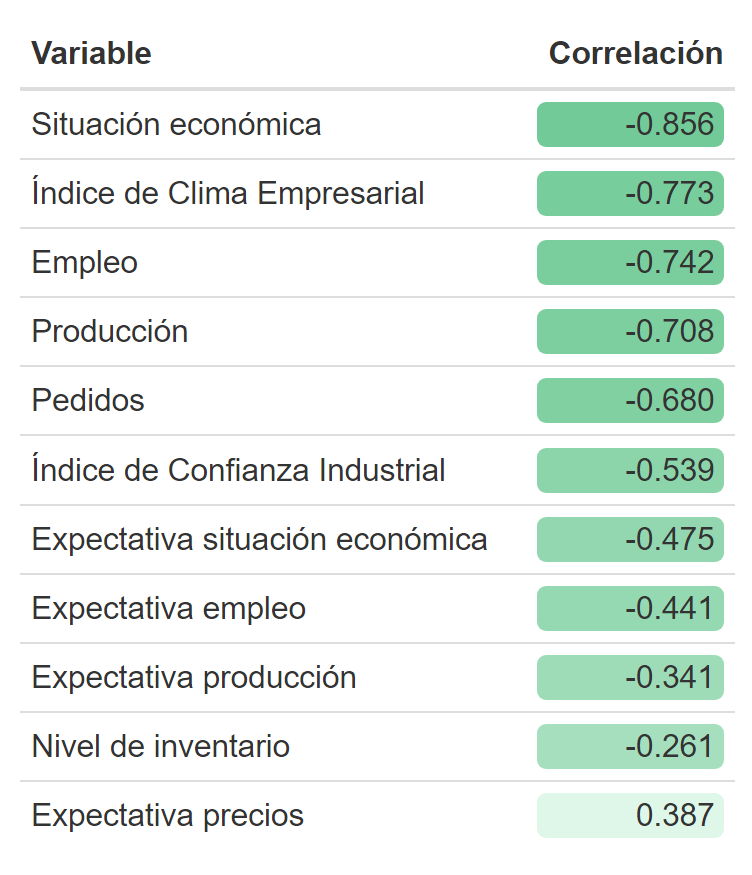 Variable Correlación
Situación económica -0.856
Índice de Clima Empresarial -0.773
Empleo -0.742
Producción -0.708
Pedidos -0.680
Índice de Confianza Industrial -0.539
Expectativa situación económica -0.475
Expectativa empleo -0.441
Expectativa producción -0.341
Nivel de inventario -0.261
Expectativa precios 0.387